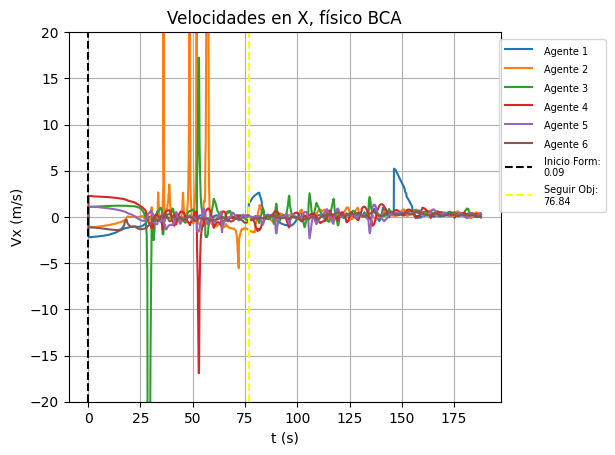 Velocidades en X, físico BCA
Vx (m/s)
20
15
10
5
0
−5
−10
−15
−20
0
25
50
75
100
125
150
175
t (s)
Agente 1
Agente 2
Agente 3
Agente 4
Agente 5
Agente 6
Inicio Form:
0.09
Seguir Obj:
76.84